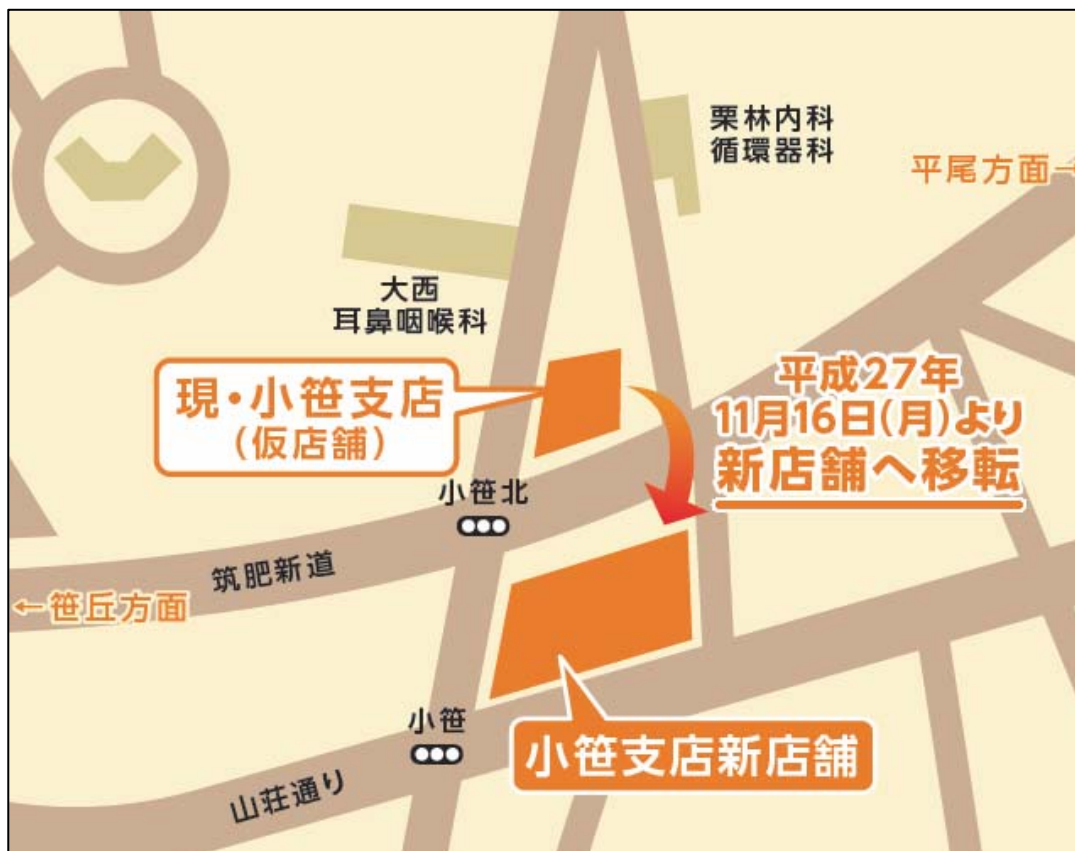 栗林内科
循環器科
平尾方面→
大西
耳鼻咽喉科
現・小笹支店
(仮店舗)
平成27年
11月16日(月)より
新店舗へ移転
小笹北
筑肥新道
←笹丘方面
小笹
小笹支店新店舗
山荘通り